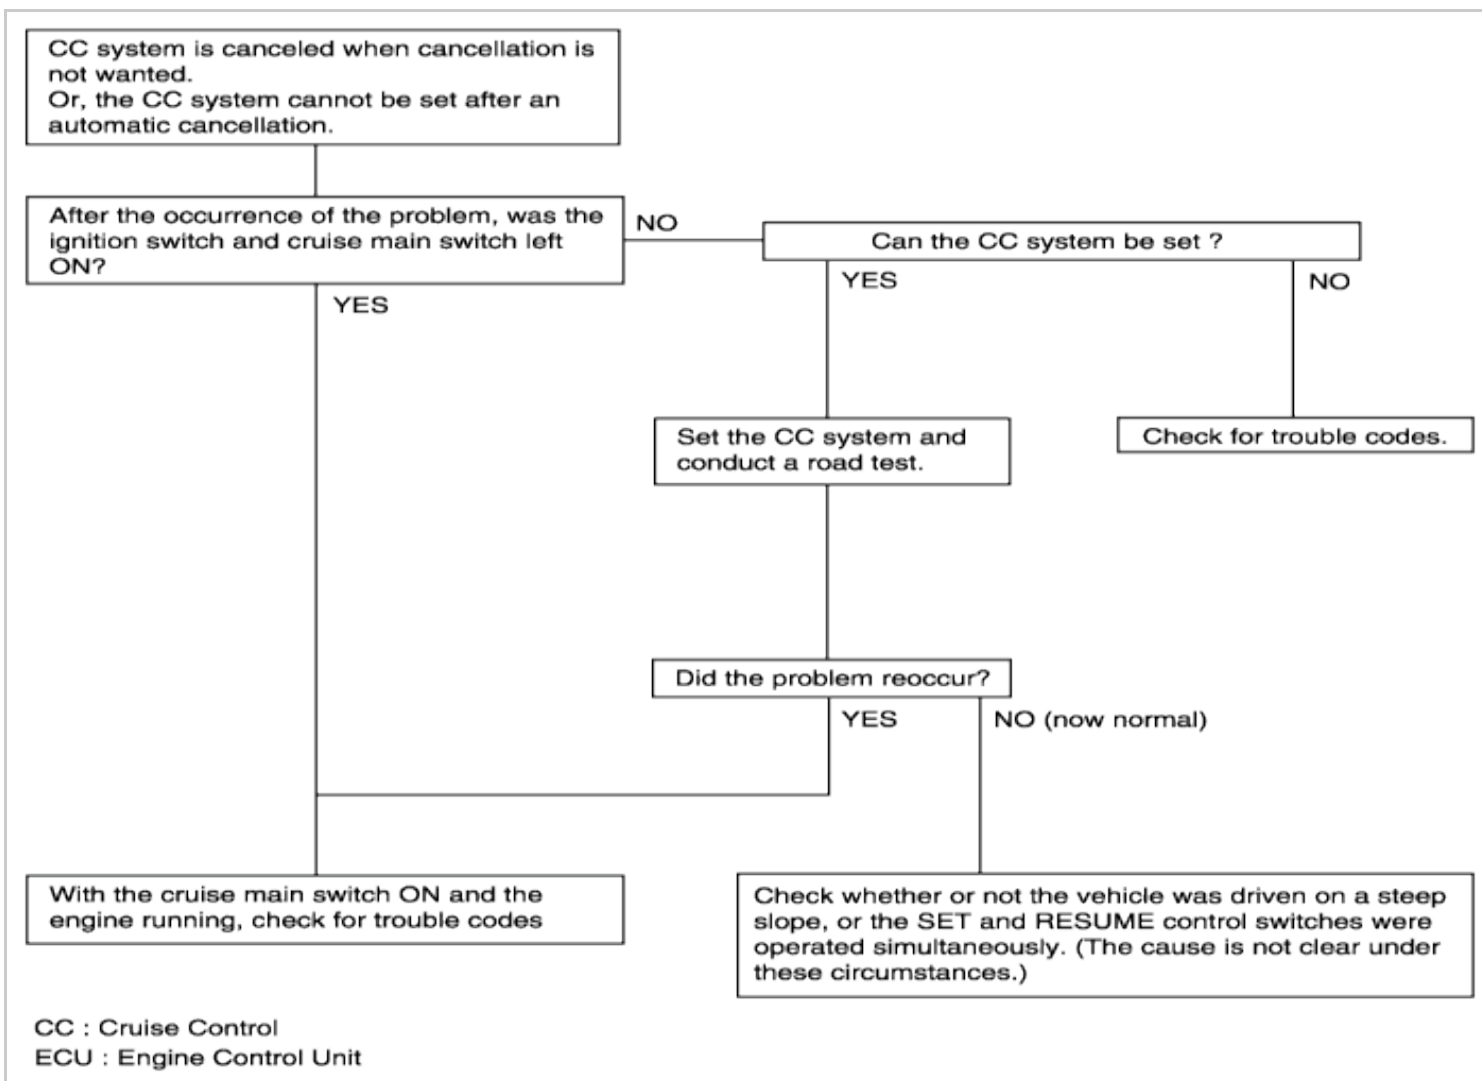 CC system is canceled when cancellation is
not wanted.
Or, the CC system cannot be set after an
automatic cancellation.
After the occurrence of the problem, was the
ignition switch and cruise main switch left
ON?
NO
Can the CC system be set ?
YES
YES
NO
Set the CC system and
conduct a road test.
Check for trouble codes.
Did the problem reoccur?
YES
NO (now normal)
With the cruise main switch ON and the
engine running, check for trouble codes
Check whether or not the vehicle was driven on a steep
slope, or the SET and RESUME control switches were
operated simultaneously. (The cause is not clear under
these circumstances.)
CC : Cruise Control
ECU : Engine Control Unit